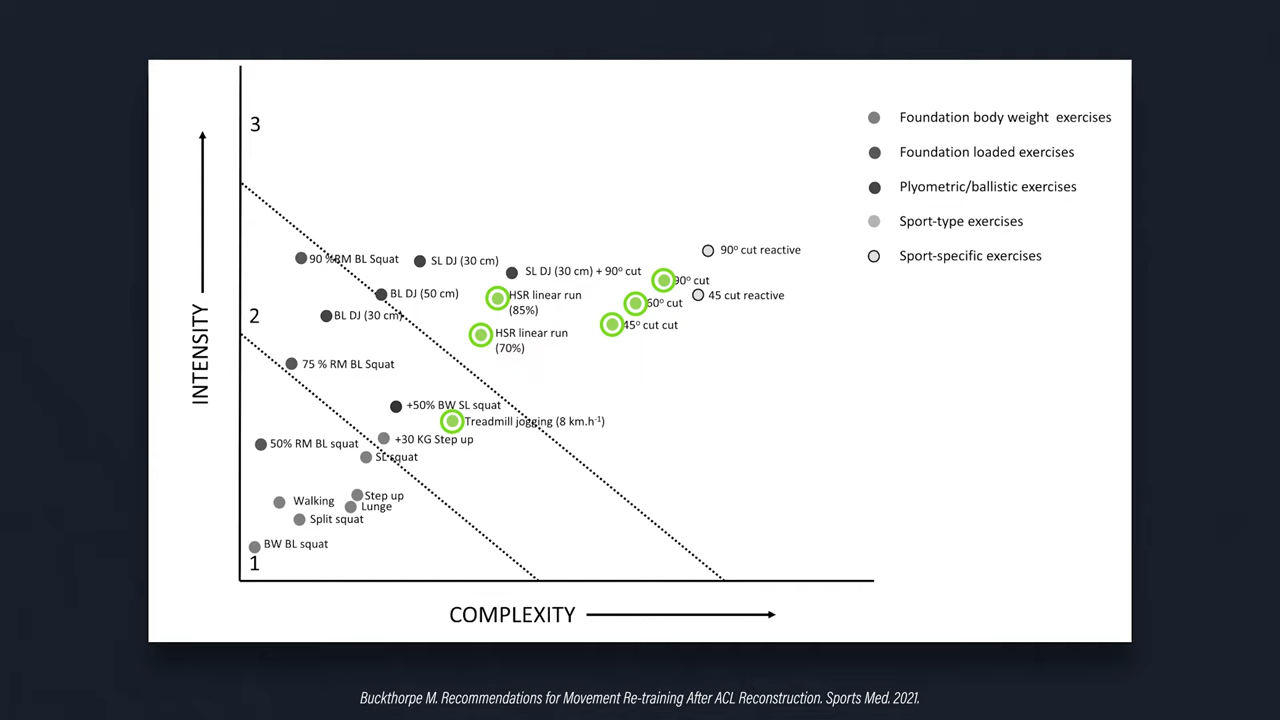 3
Foundation body weight exercises
Foundation loaded exercises
Plyometric/ballistic exercises
Sport-type exercises
Sport-specific exercises
90º cut reactive
90 %RM BL Squat
SL DJ (30 cm)
SL DJ (30 cm) + 90º cut
90º cut
BL DJ (50 cm)
HSR linear run
(85%)
45 cut reactive
60º cut
2
BL DJ (30 cm)
45º cut cut
HSR linear run
(70%)
INTENSITY
75 % RM BL Squat
+50% BW SL squat
Treadmill jogging (8 km.h⁻¹)
+30 KG Step up
50% RM BL squat
SL squat
Step up
Walking
Lunge
Split squat
BW BL squat
1
COMPLEXITY
Buckthorpe M. Recommendations for Movement Re-training After ACL Reconstruction. Sports Med. 2021.